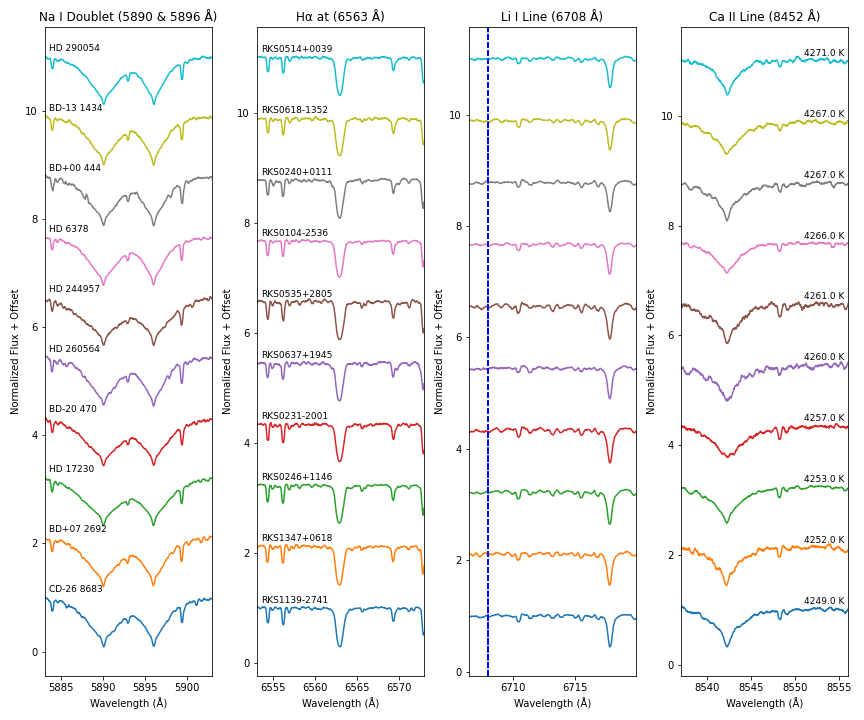 Na I Doublet (5890 & 5896 Å)
Hα at (6563 Å)
Li I Line (6708 Å)
Ca II Line (8452 Å)
Normalized Flux + Offset
10
8
6
4
2
0
HD 290054
BD-13 1434
BD+00 444
HD 6378
HD 244957
HD 260564
BD-20 470
HD 17230
BD+07 2692
CD-26 8683
5885
5890
5895
5900
Wavelength (Å)
Normalized Flux + Offset
10
8
6
4
2
0
RKS0514+0039
RKS0618-1352
RKS0240+0111
RKS0104-2536
RKS0535+2805
RKS0637+1945
RKS0231-2001
RKS0246+1146
RKS1347+0618
RKS1139-2741
6555
6560
6565
6570
Wavelength (Å)
Normalized Flux + Offset
10
8
6
4
2
0
6710
6715
Wavelength (Å)
Normalized Flux + Offset
10
8
6
4
2
0
4271.0 K
4267.0 K
4267.0 K
4266.0 K
4261.0 K
4260.0 K
4257.0 K
4253.0 K
4252.0 K
4249.0 K
8540
8545
8550
8555
Wavelength (Å)